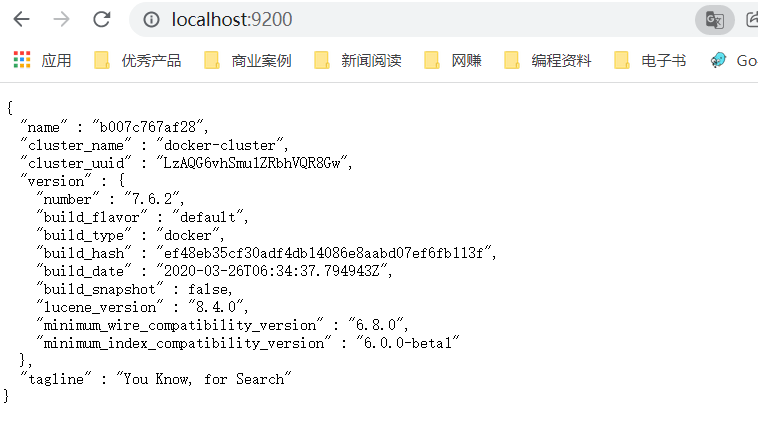 localhost:9200
应用 优秀产品 商业案例 新闻阅读 网赚 编程资料 电子书 Go
{
"name" : "b007c767af28",
"cluster_name" : "docker-cluster",
"cluster_uuid" : "LzAQG6vhSmu1ZRbhVQR8Gw",
"version" : {
"number" : "7.6.2",
"build_flavor" : "default",
"build_type" : "docker",
"build_hash" : "ef48eb35cf30adf4db14086e8aabd07ef6fb113f",
"build_date" : "2020-03-26T06:34:37.794943Z",
"build_snapshot" : false,
"lucene_version" : "8.4.0",
"minimum_wire_compatibility_version" : "6.8.0",
"minimum_index_compatibility_version" : "6.0.0-beta1"
},
"tagline" : "You Know, for Search"
}